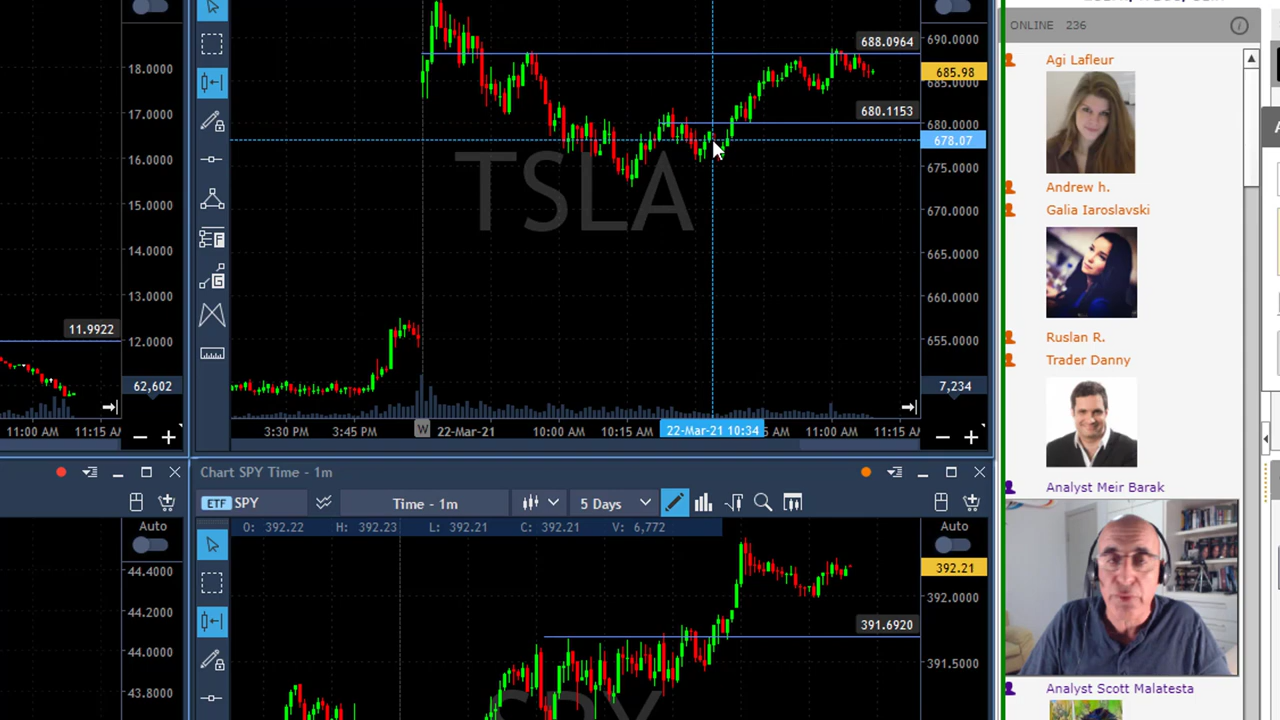 18.0000
17.0000
16.0000
15.0000
14.0000
13.0000
12.0000
11.9922
62,602
11:00 AM
11:15 A
F
G
TSLA
690.0000
688.0964
685.98
680.1153
680.0000
678.07
675.0000
670.0000
665.0000
660.0000
655.0000
7,234
3:30 PM
3:45 PM
W
22-Mar-21
10:00 AM
10:15 AM
22-Mar-21 10:34
5 AM
11:00 AM
11:15 AM
Chart SPY Time - 1m
ETF SPY
Time - 1m
5 Days
O: 392.22 H: 392.23 L: 392.21 C: 392.21 V: 6,772
Auto
44.4000
44.2000
44.0000
43.8000
Auto
392.21
392.0000
391.6920
391.5000
SPY
ONLINE 236
Agi Lafleur
Andrew h.
Galia Iaroslavski
Ruslan R.
Trader Danny
Analyst Meir Barak
Analyst Scott Malatesta